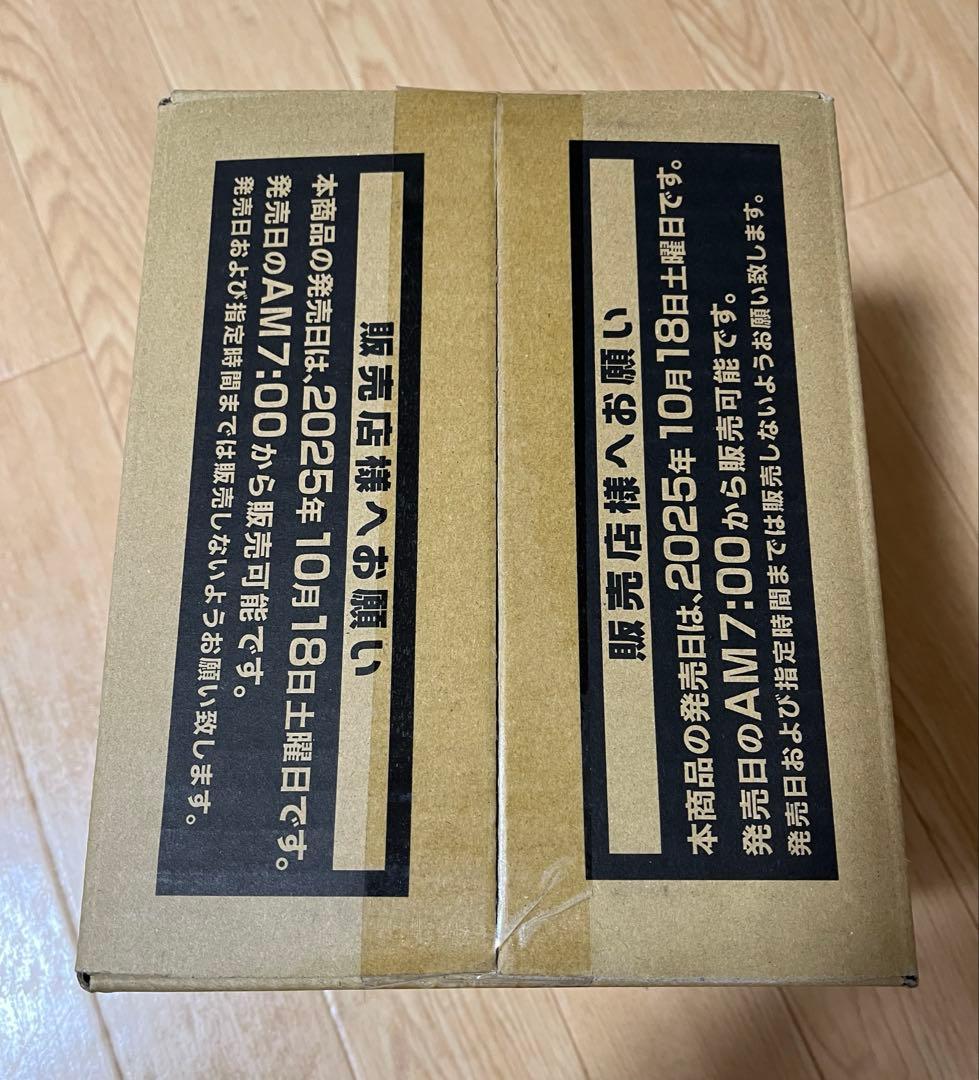 販売店様へお願い
本商品の発売日は、2025年10月18日土曜日です。
発売日のAM7:00から販売可能です。
発売日および指定時間までは販売しないようお願い致します。
販売店様へお願い
本商品の発売日は、2025年10月18日土曜日です。
発売日のAM7:00から販売可能です。
発売日および指定時間までは販売しないようお願い致します。